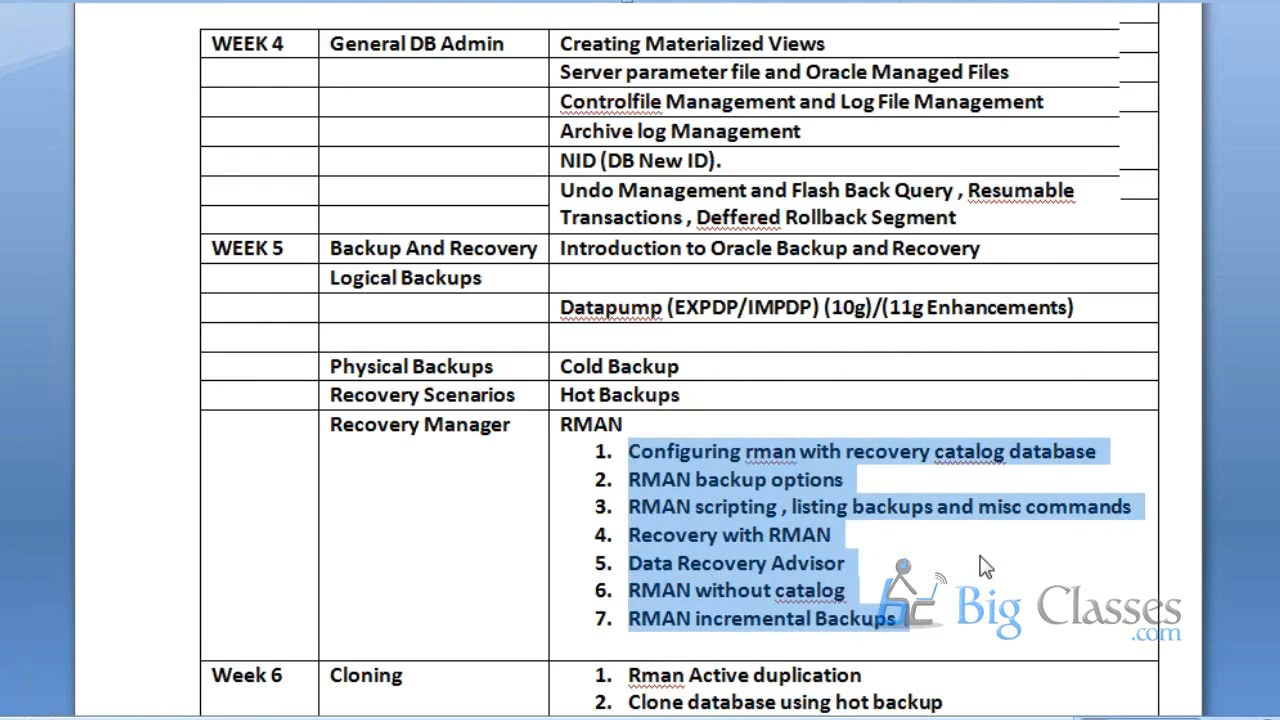 WEEK 4 General DB Admin Creating Materialized Views
Server parameter file and Oracle Managed Files
Controlfile Management and Log File Management
Archive log Management
NID (DB New ID).
Undo Management and Flash Back Query , Resumable
Transactions , Deffered Rollback Segment
WEEK 5 Backup And Recovery Introduction to Oracle Backup and Recovery
Logical Backups
Datapump (EXPDP/IMPDP) (10g)/(11g Enhancements)
Physical Backups Cold Backup
Recovery Scenarios Hot Backups
Recovery Manager RMAN
1. Configuring rman with recovery catalog database
2. RMAN backup options
3. RMAN scripting , listing backups and misc commands
4. Recovery with RMAN
5. Data Recovery Advisor
6. RMAN without catalog
7. RMAN incremental Backups
bc Big Classes
.com
Week 6 Cloning 1. Rman Active duplication
2. Clone database using hot backup